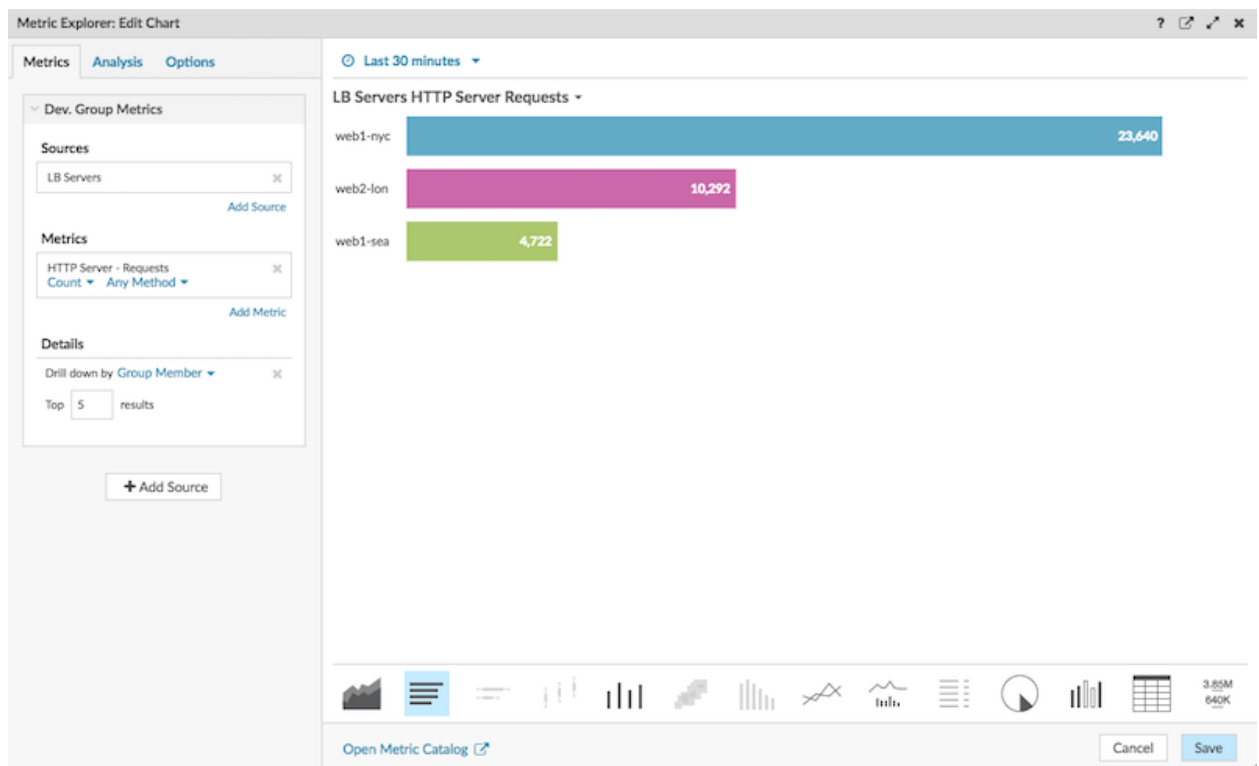 Metric Explorer: Edit Chart
?
Metrics Analysis Options
Dev. Group Metrics
Sources
LB Servers
Add Source
Metrics
HTTP Server - Requests
Count Any Method
Add Metric
Details
Drill down by Group Member
Top 5 results
+ Add Source
Last 30 minutes
LB Servers HTTP Server Requests
web1-nyc 23,640
web2-lon 10,292
web1-sea 4,722
3.85M
640K
Open Metric Catalog
Cancel Save